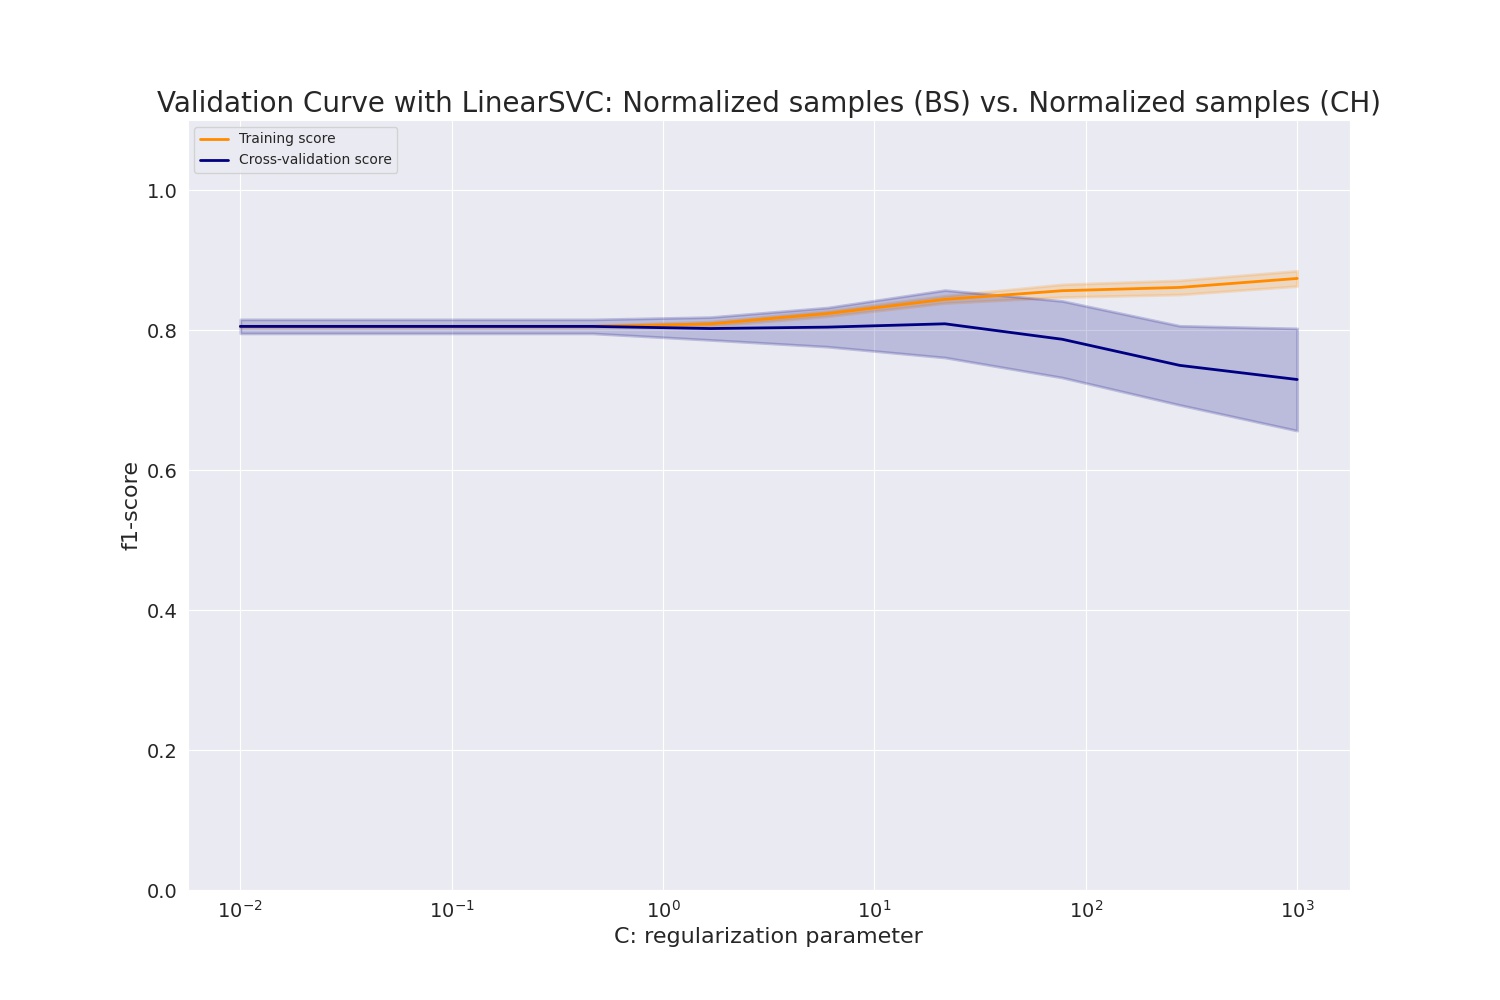 Validation Curve with LinearSVC: Normalized samples (BS) vs. Normalized samples (CH)
Training score
Cross-validation score
1.0
0.8
0.6
0.4
0.2
0.0
f1-score
10⁻² 10⁻¹ 10⁰ 10¹ 10² 10³
C: regularization parameter